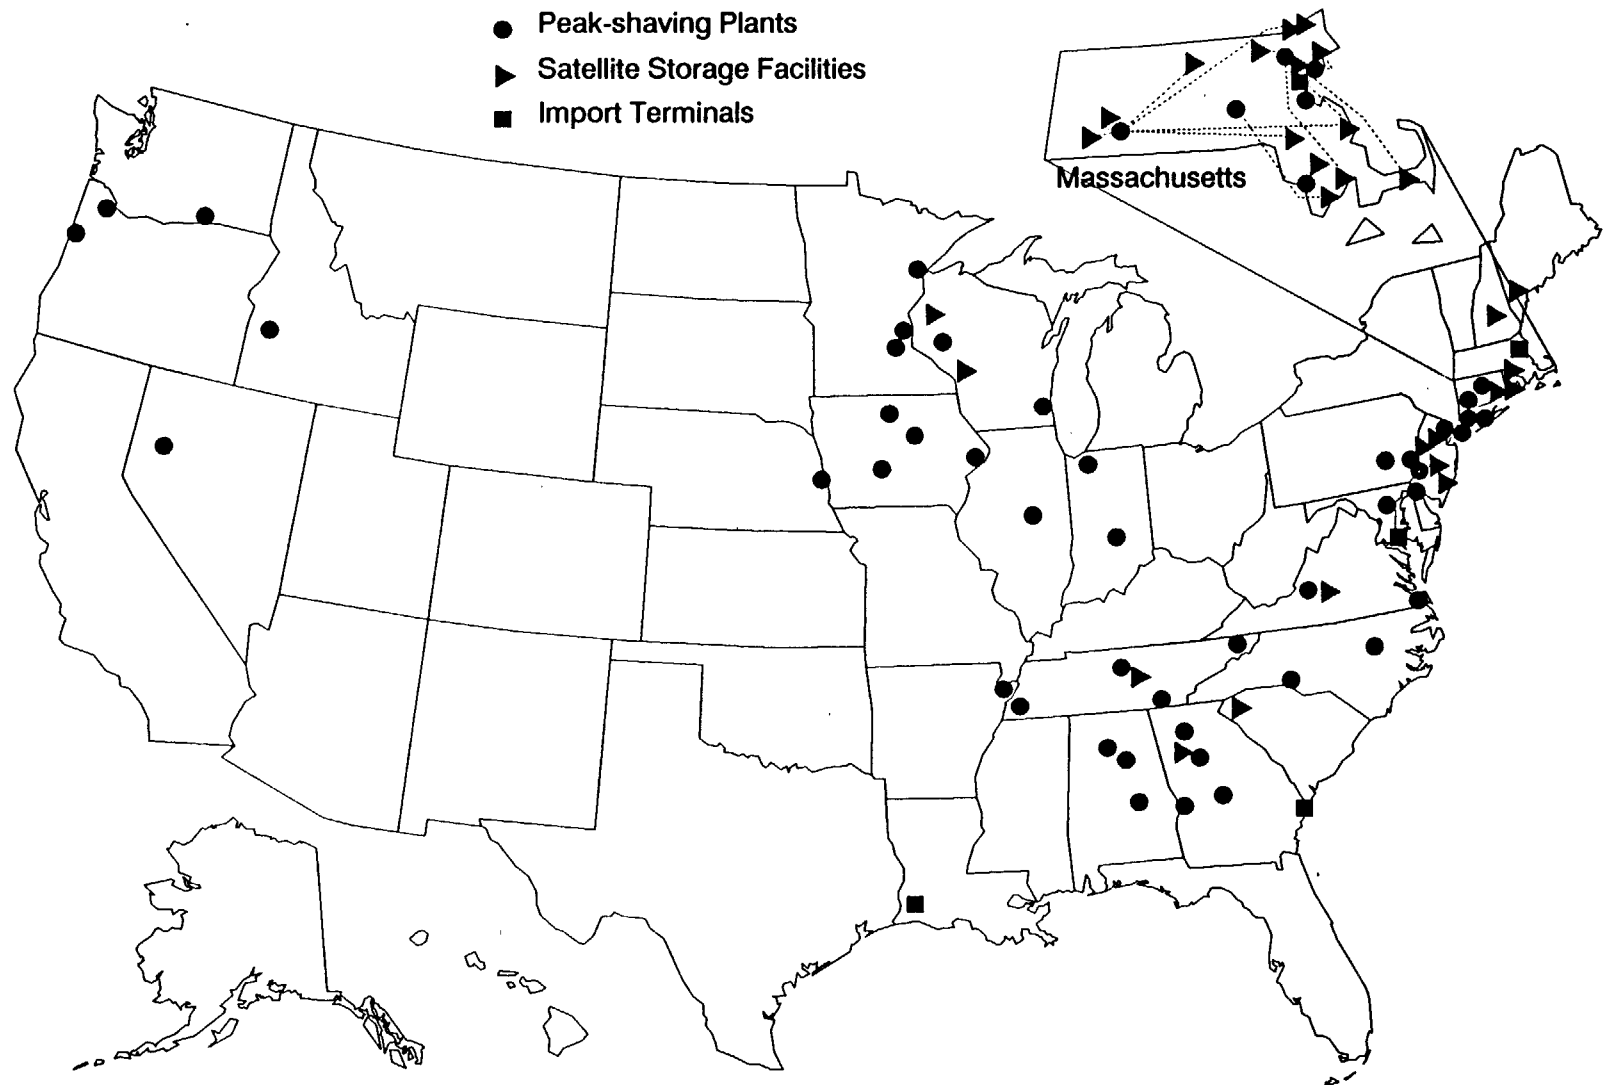 Peak-shaving Plants
Satellite Storage Facilities
Import Terminals
Massachusetts